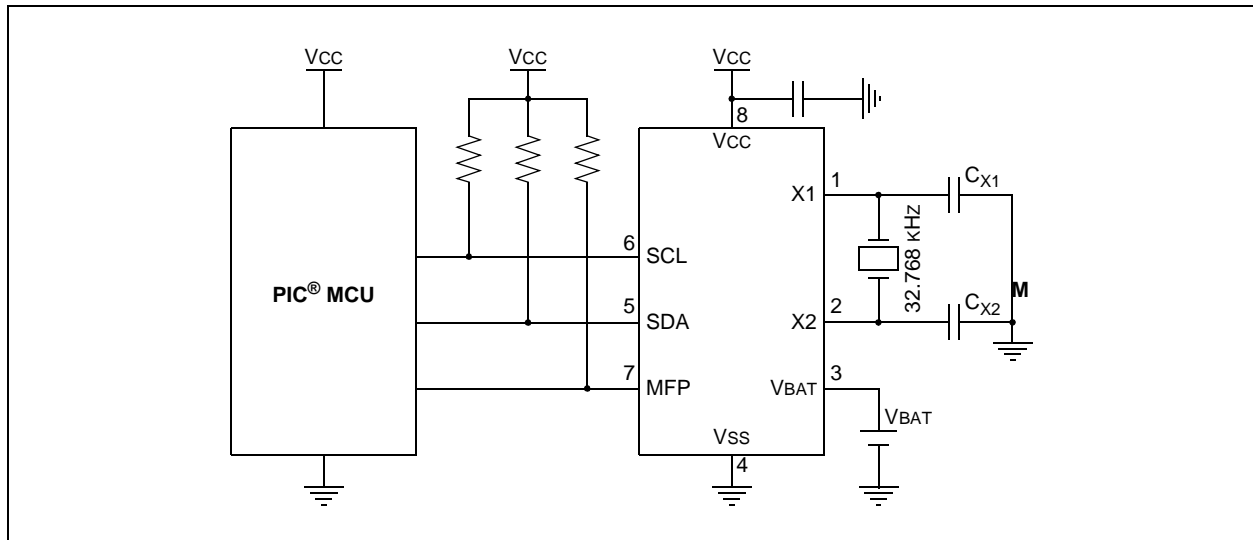 VCC VCC VCC
8
VCC
PIC® MCU
6 SCL
5 SDA
7 MFP
X1 1
X2 2
VBAT 3
VSS
4
CX1
32.768 KHZ
M
CX2
VBAT